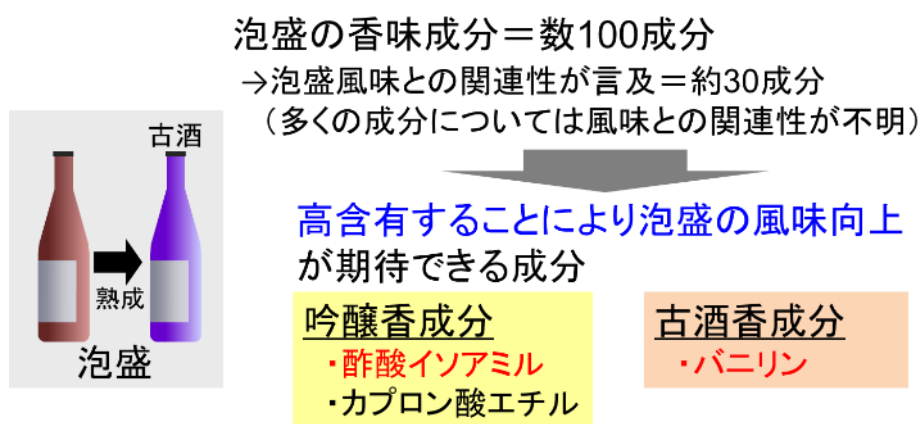 泡盛の香味成分＝数100成分
→泡盛風味との関連性が言及＝約30成分
（多くの成分については風味との関連性が不明）
古酒
熟成
泡盛
高含有することにより泡盛の風味向上
が期待できる成分
吟醸香成分
・酢酸イソアミル
・カプロン酸エチル
古酒香成分
・バニリン